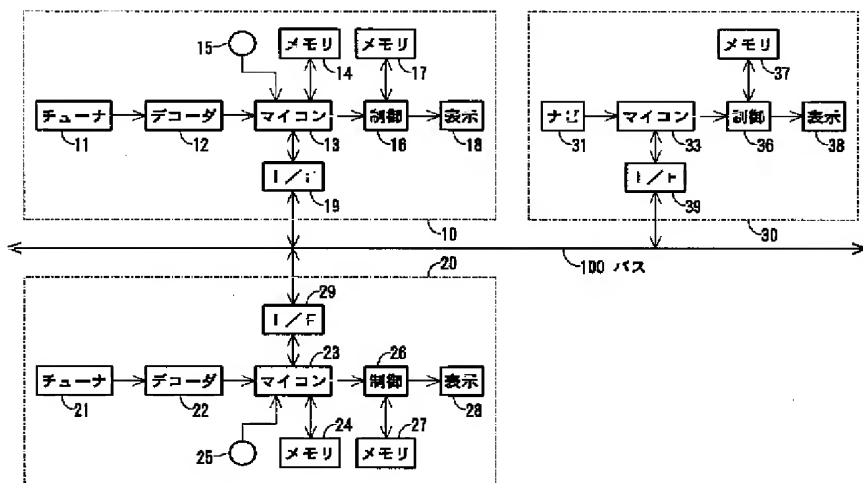 15
メモリ
メモリ
14
17
チューナ
デコーダ
マイコン
制御
表示
11
12
13
16
18
19
10
メモリ
37
ナビ
マイコン
制御
表示
31
33
36
38
39
30
100 バス
20
29
I/F
23
26
チューナ
デコーダ
マイコン
制御
表示
21
22
28
24
27
25
メモリ
メモリ